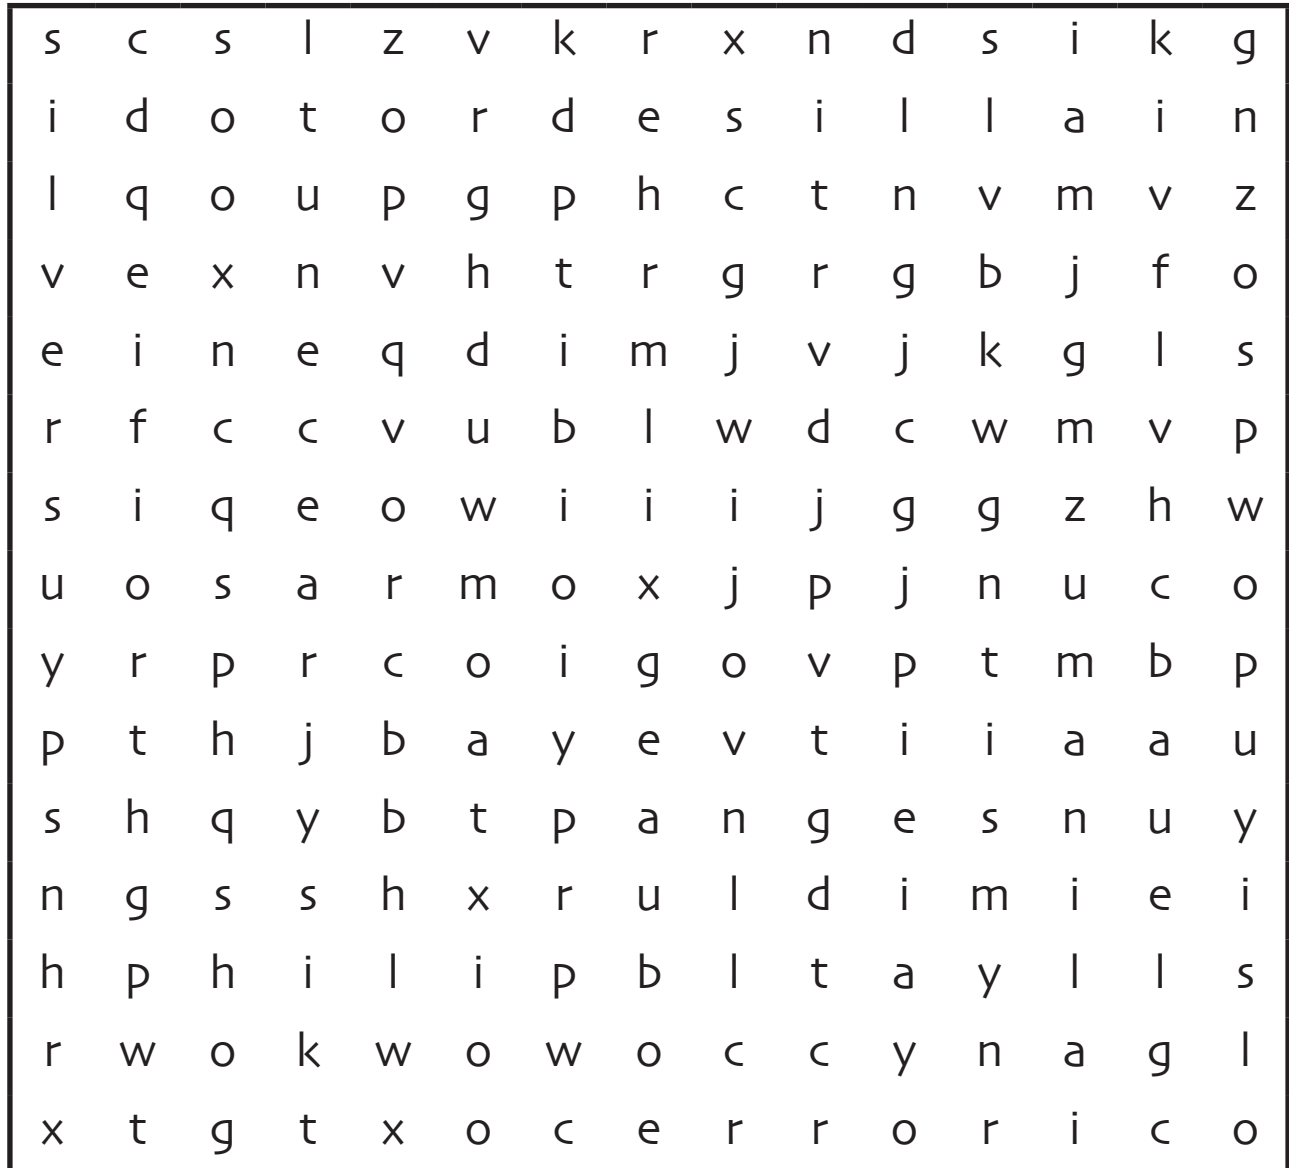 s c s l z v k r x n d s i k g
i d o t o r d e s i l l a i n
l q o u p g p h c t n v m v z
v e x n v h t r g r g b j f o
e i n e q d i m j v j k g l s
r f c c v u b l w d c w m v p
s i q e o w i i i j g g z h w
u o s a r m o x j p j n u c o
y r p r c o i g o v p t m b p
p t h j b a y e v t i i a a u
s h q y b t p a n g e s n u y
n g s s h x r u l d i m i e i
h p h i l i p b l t a y l l s
r w o k w o w o c c y n a g l
x t g t x o c e r r o r i c o